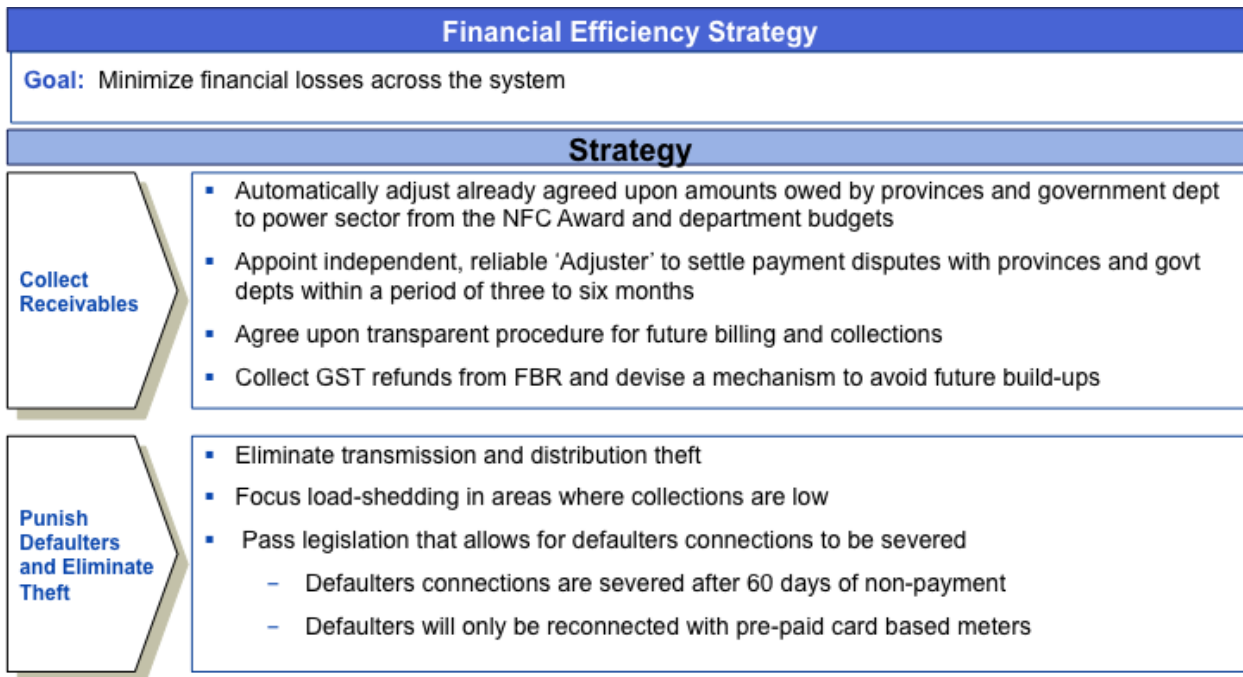 Financial Efficiency Strategy
Goal: Minimize financial losses across the system
Strategy
Collect
Receivables
▪ Automatically adjust already agreed upon amounts owed by provinces and government dept
to power sector from the NFC Award and department budgets
▪ Appoint independent, reliable ‘Adjuster’ to settle payment disputes with provinces and govt
depts within a period of three to six months
▪ Agree upon transparent procedure for future billing and collections
▪ Collect GST refunds from FBR and devise a mechanism to avoid future build-ups
Punish
Defaulters
and Eliminate
Theft
▪ Eliminate transmission and distribution theft
▪ Focus load-shedding in areas where collections are low
▪ Pass legislation that allows for defaulters connections to be severed
– Defaulters connections are severed after 60 days of non-payment
– Defaulters will only be reconnected with pre-paid card based meters